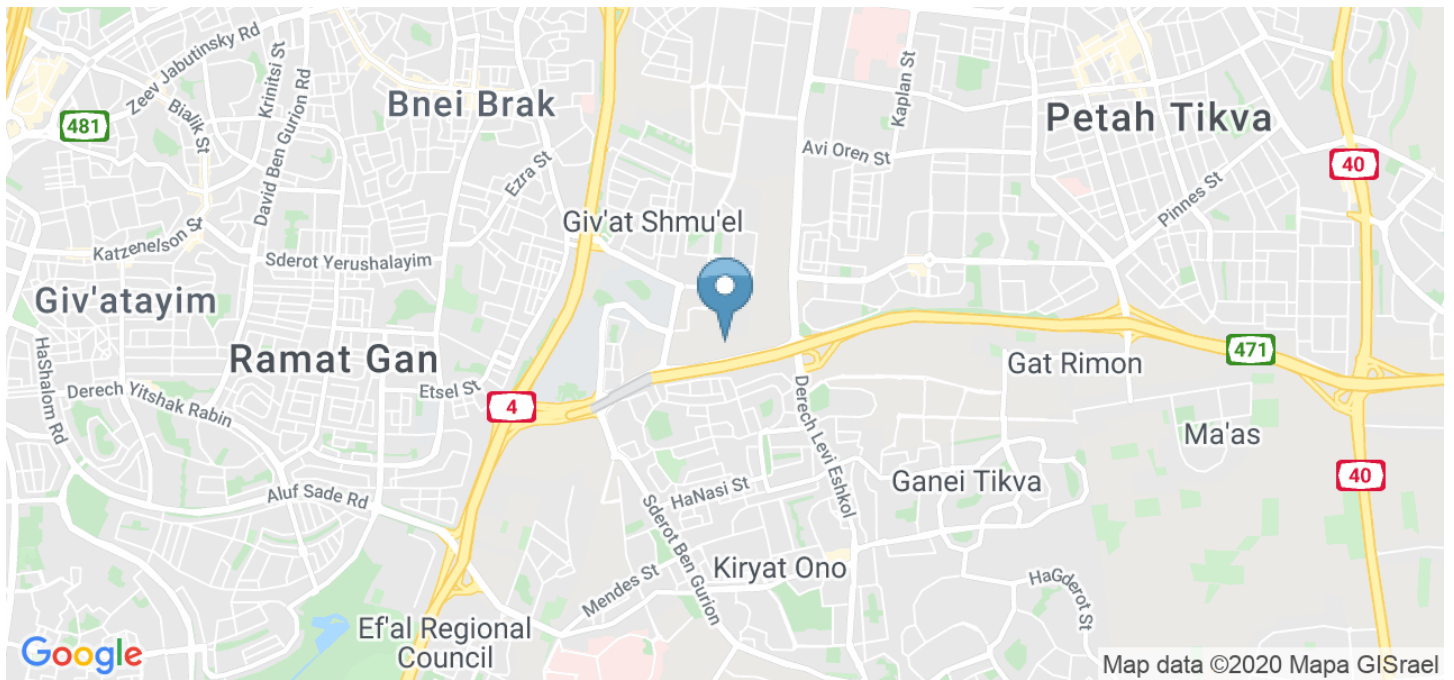 Zeev Jabutinsky Rd
Krinitsi St
Bialik St
481
David Ben Gurion Rd
Bnei Brak
Ezra St
Kaplan St
Avi Oren St
Petah Tikva
40
Pinnes St
Giv'at Shmu'el
Katzenelson St
Sderot Yerushalayim
Giv'atayim
Ramat Gan
HaShalom Rd
Derech Yitshak Rabin
Etsel St
4
Gat Rimon
471
Derech Levi Eshkol
Ma'as
40
Aluf Sade Rd
HaNasi St
Ganei Tikva
Sderot Ben Gurion
Kiryat Ono
Mendes St
HaGderot St
Ef'al Regional
Council
Google
Map data ©2020 Mapa GISrael